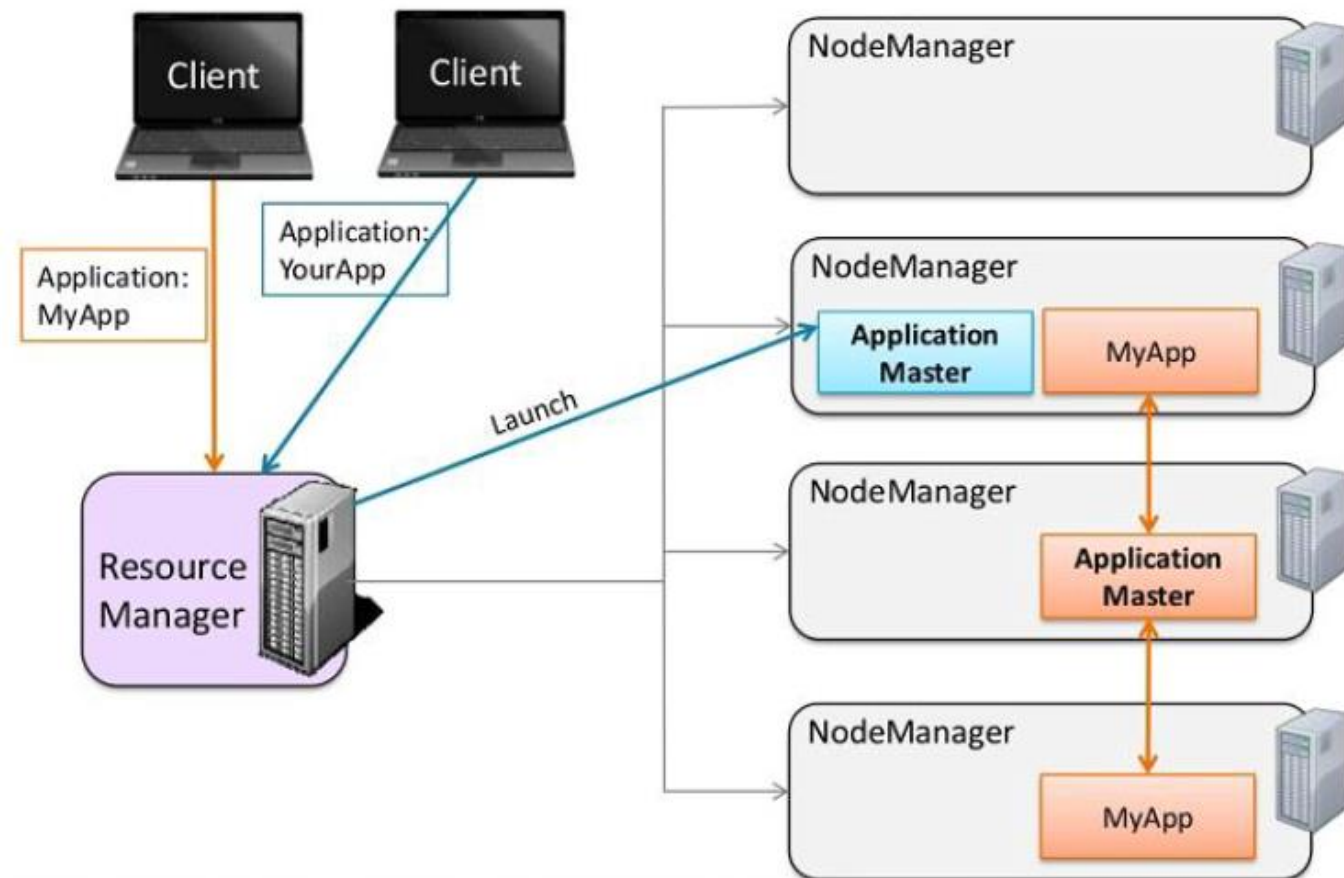 Client
Client
Application:
MyApp
Application:
YourApp
Launch
Resource
Manager
NodeManager
NodeManager
Application
Master
MyApp
NodeManager
Application
Master
NodeManager
MyApp